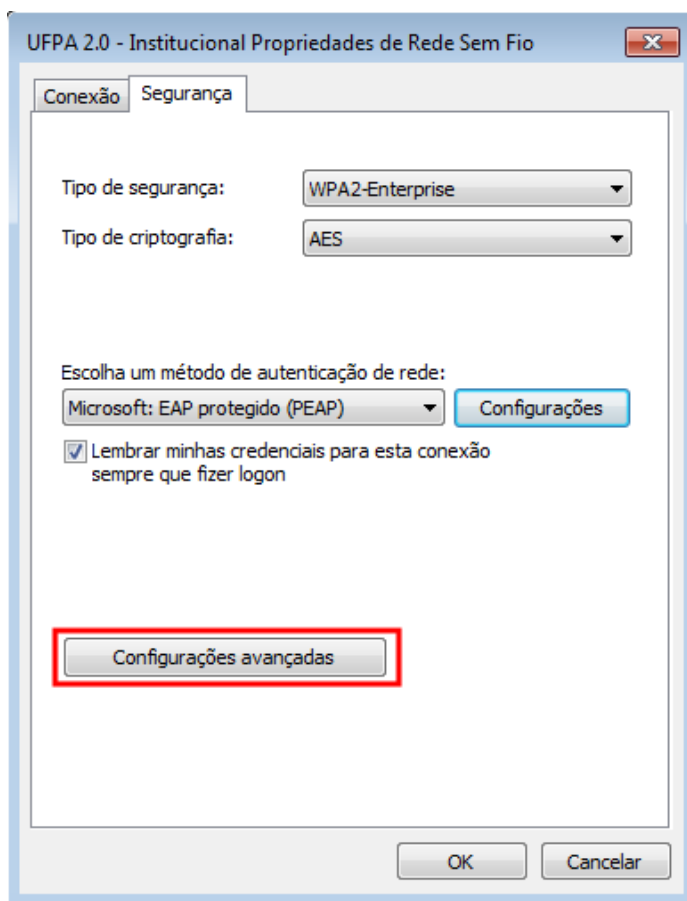 UFPA 2.0 - Institucional Propriedades de Rede Sem Fio
Conexão
Segurança
Tipo de segurança:
WPA2-Enterprise
Tipo de criptografia:
AES
Escolha um método de autenticação de rede:
Microsoft: EAP protegido (PEAP)
Configurações
Lembrar minhas credenciais para esta conexão
sempre que fizer logon
Configurações avançadas
OK
Cancelar